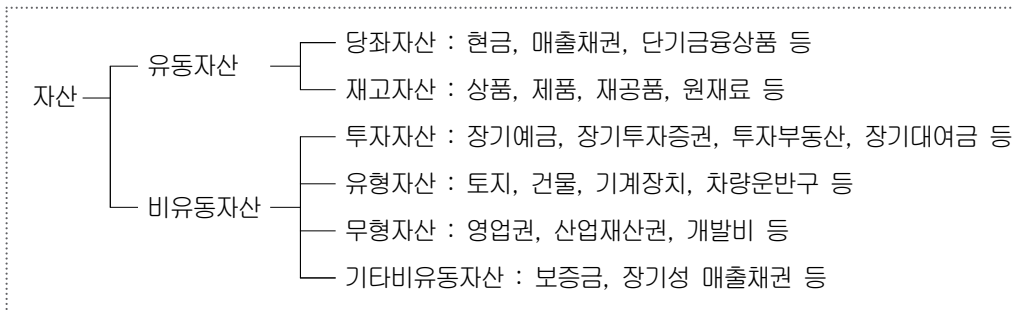 당좌자산 : 현금, 매출채권, 단기금융상품 등
유동자산
재고자산 : 상품, 제품, 재공품, 원재료 등
자산
투자자산 : 장기예금, 장기투자증권, 투자부동산, 장기대여금 등
유형자산 : 토지, 건물, 기계장치, 차량운반구 등
비유동자산
무형자산 : 영업권, 산업재산권, 개발비 등
기타비유동자산 : 보증금, 장기성 매출채권 등